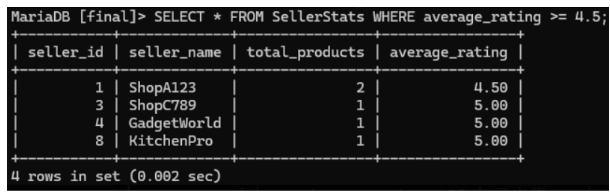 MariaDB [final]> SELECT * FROM SellerStats WHERE average_rating >= 4.5;
+-----------+-------------+----------------+----------------+
| seller_id | seller_name | total_products | average_rating |
+-----------+-------------+----------------+----------------+
|         1 | ShopA123    |              2 |           4.50 |
|         3 | ShopC789    |              1 |           5.00 |
|         4 | GadgetWorld |              1 |           5.00 |
|         8 | KitchenPro  |              1 |           5.00 |
+-----------+-------------+----------------+----------------+
4 rows in set (0.002 sec)